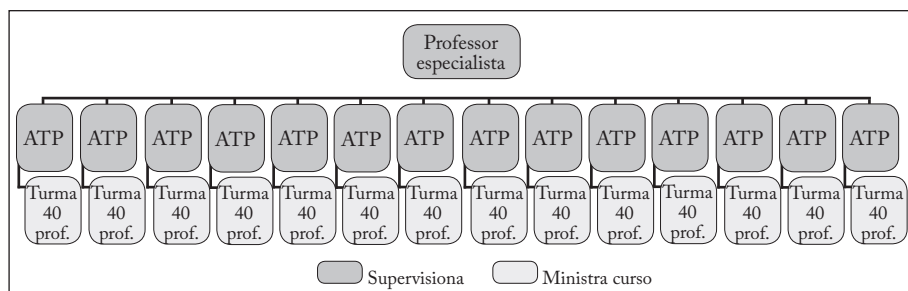 Professor
especialista
ATP ATP ATP ATP ATP ATP ATP ATP ATP ATP ATP ATP ATP ATP
Turma Turma Turma Turma Turma Turma Turma Turma Turma Turma Turma Turma Turma Turma
40 40 40 40 40 40 40 40 40 40 40 40 40 40
prof. prof. prof. prof. prof. prof. prof. prof. prof. prof. prof. prof. prof. prof.
Supervisiona Ministra curso